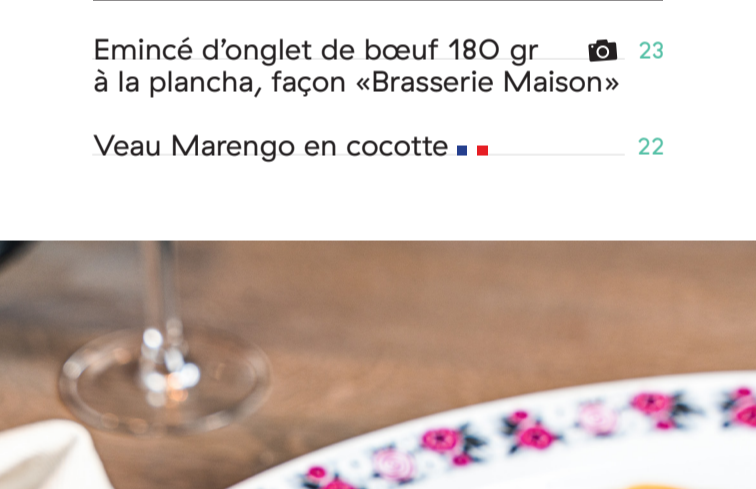 Emincé d’onglet de bœuf 180 gr 23
à la plancha, façon «Brasserie Maison»
Veau Marengo en cocotte 22